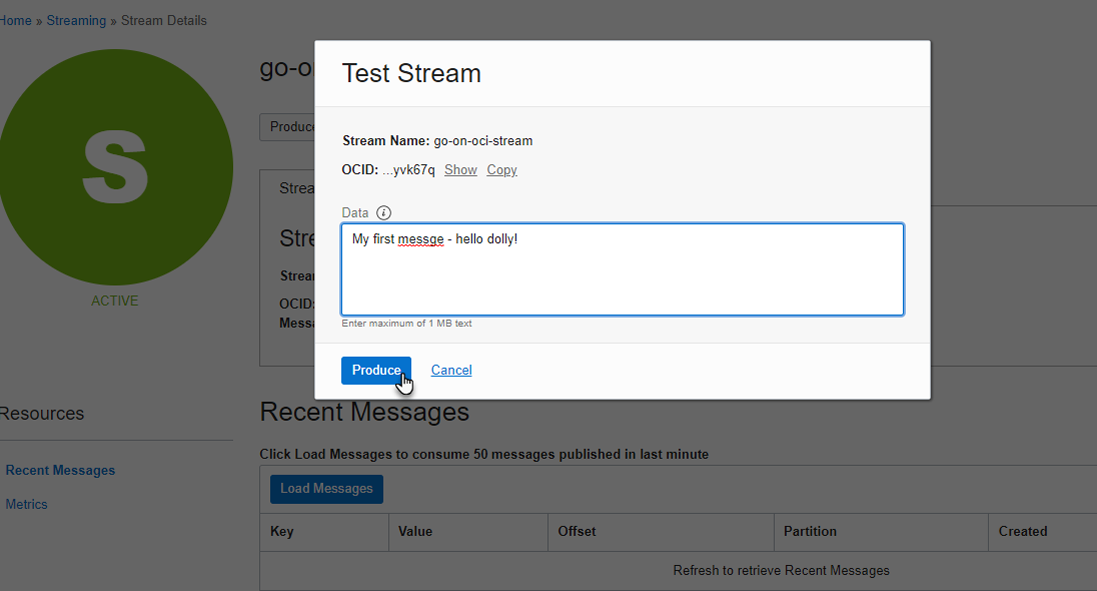 Home » Streaming » Stream Details
S
ACTIVE
go-o
Produce
Strea
Stre
Strear
OCID:
Messa
Test Stream
Stream Name: go-on-oci-stream
OCID: ...yvk67q Show Copy
Data i
My first messge - hello dolly!
Enter maximum of 1 MB text
Produce Cancel
Resources
Recent Messages
Metrics
Recent Messages
Click Load Messages to consume 50 messages published in last minute
Load Messages
Key Value Offset Partition Created
Refresh to retrieve Recent Messages